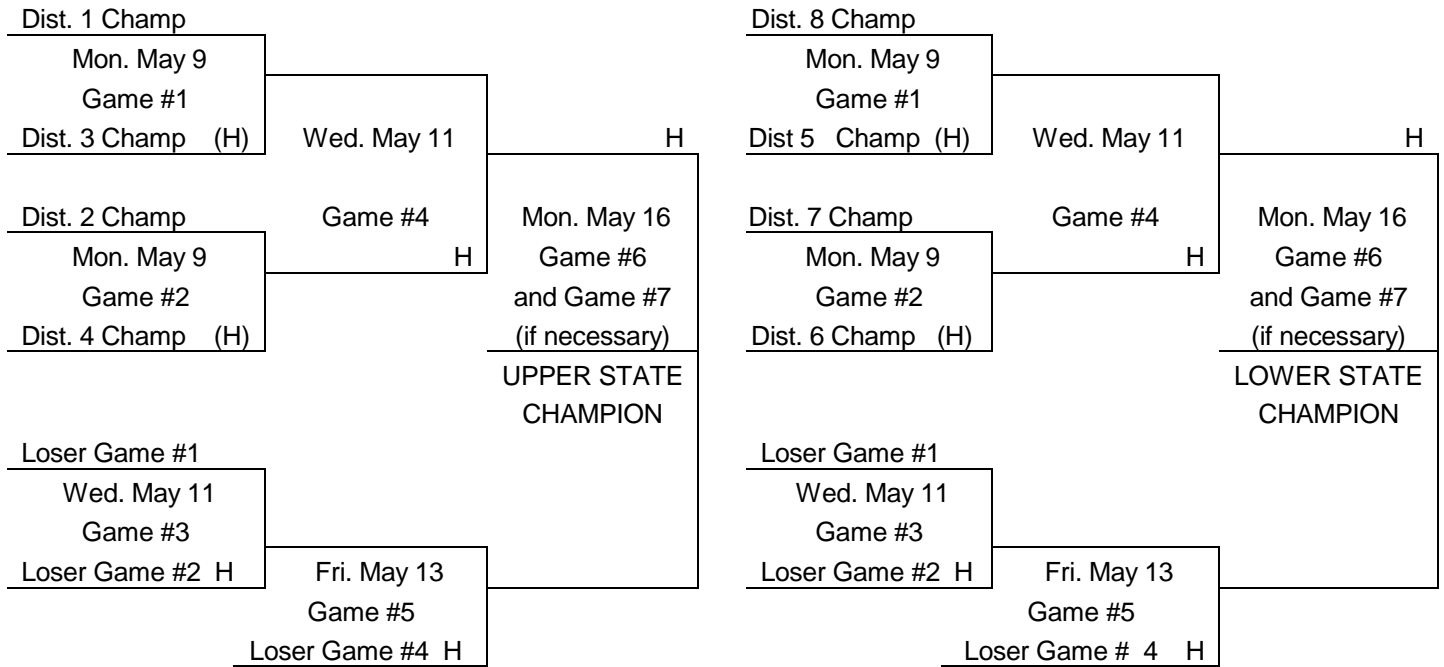 Dist. 1 Champ
Mon. May 9
Game #1
Dist. 3 Champ (H)
Wed. May 11
Game #4
H
Dist. 2 Champ
Mon. May 9
Game #2
Dist. 4 Champ (H)
H
Mon. May 16
Game #6
and Game #7
(if necessary)
UPPER STATE
CHAMPION
Loser Game #1
Wed. May 11
Game #3
Loser Game #2 H
Fri. May 13
Game #5
Loser Game #4 H
Dist. 8 Champ
Mon. May 9
Game #1
Dist 5 Champ (H)
Wed. May 11
Game #4
H
Dist. 7 Champ
Mon. May 9
Game #2
Dist. 6 Champ (H)
H
Mon. May 16
Game #6
and Game #7
(if necessary)
LOWER STATE
CHAMPION
Loser Game #1
Wed. May 11
Game #3
Loser Game #2 H
Fri. May 13
Game #5
Loser Game # 4 H